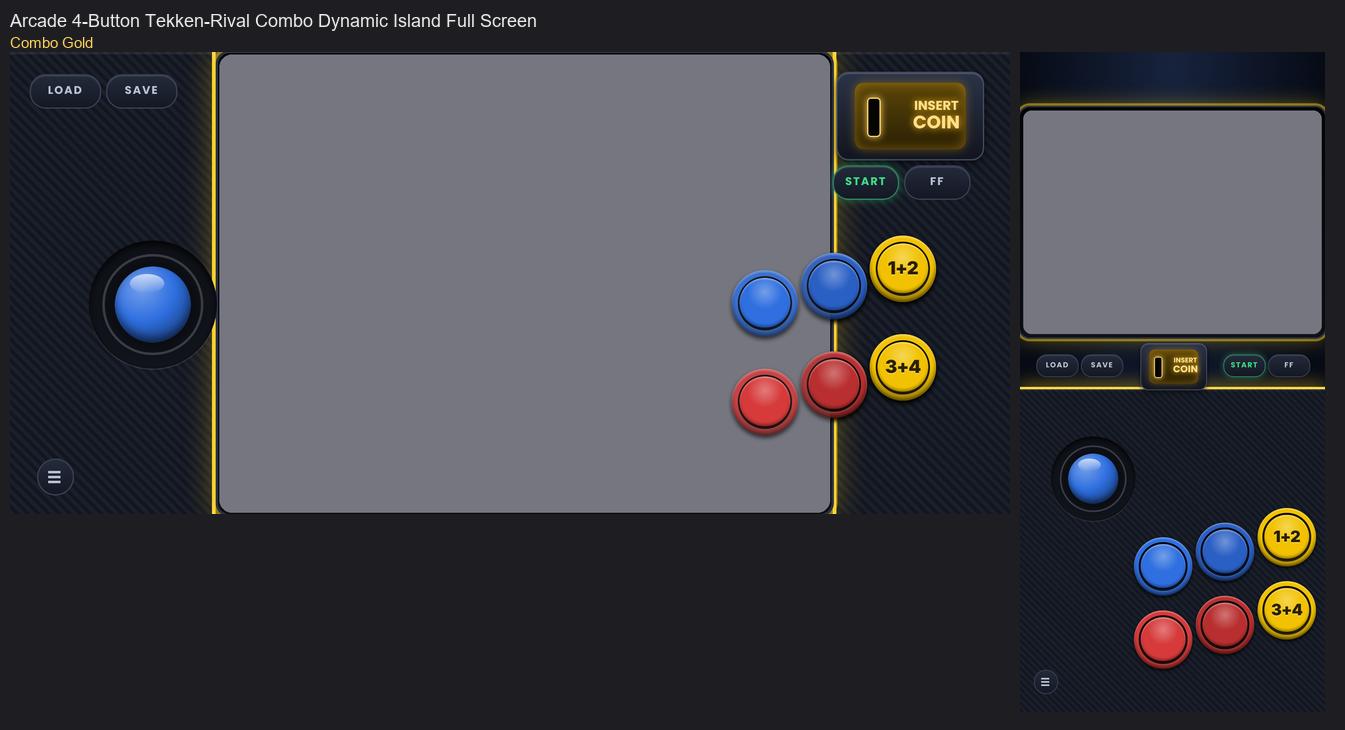 Arcade 4-Button Tekken-Rival Combo Dynamic Island Full Screen
Combo Gold
LOAD SAVE
INSERT
COIN
START FF
1+2
3+4
INSERT
COIN
LOAD SAVE START FF
1+2
3+4